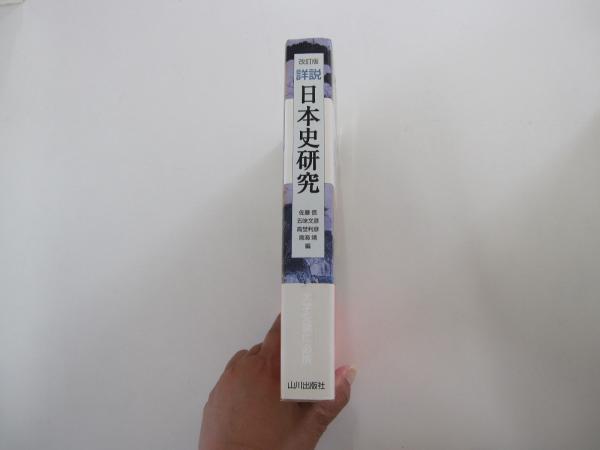 改訂版
詳説
日本史研究
佐藤 信
五味文彦
高埜利彦
鳥海 靖
編
山川出版社